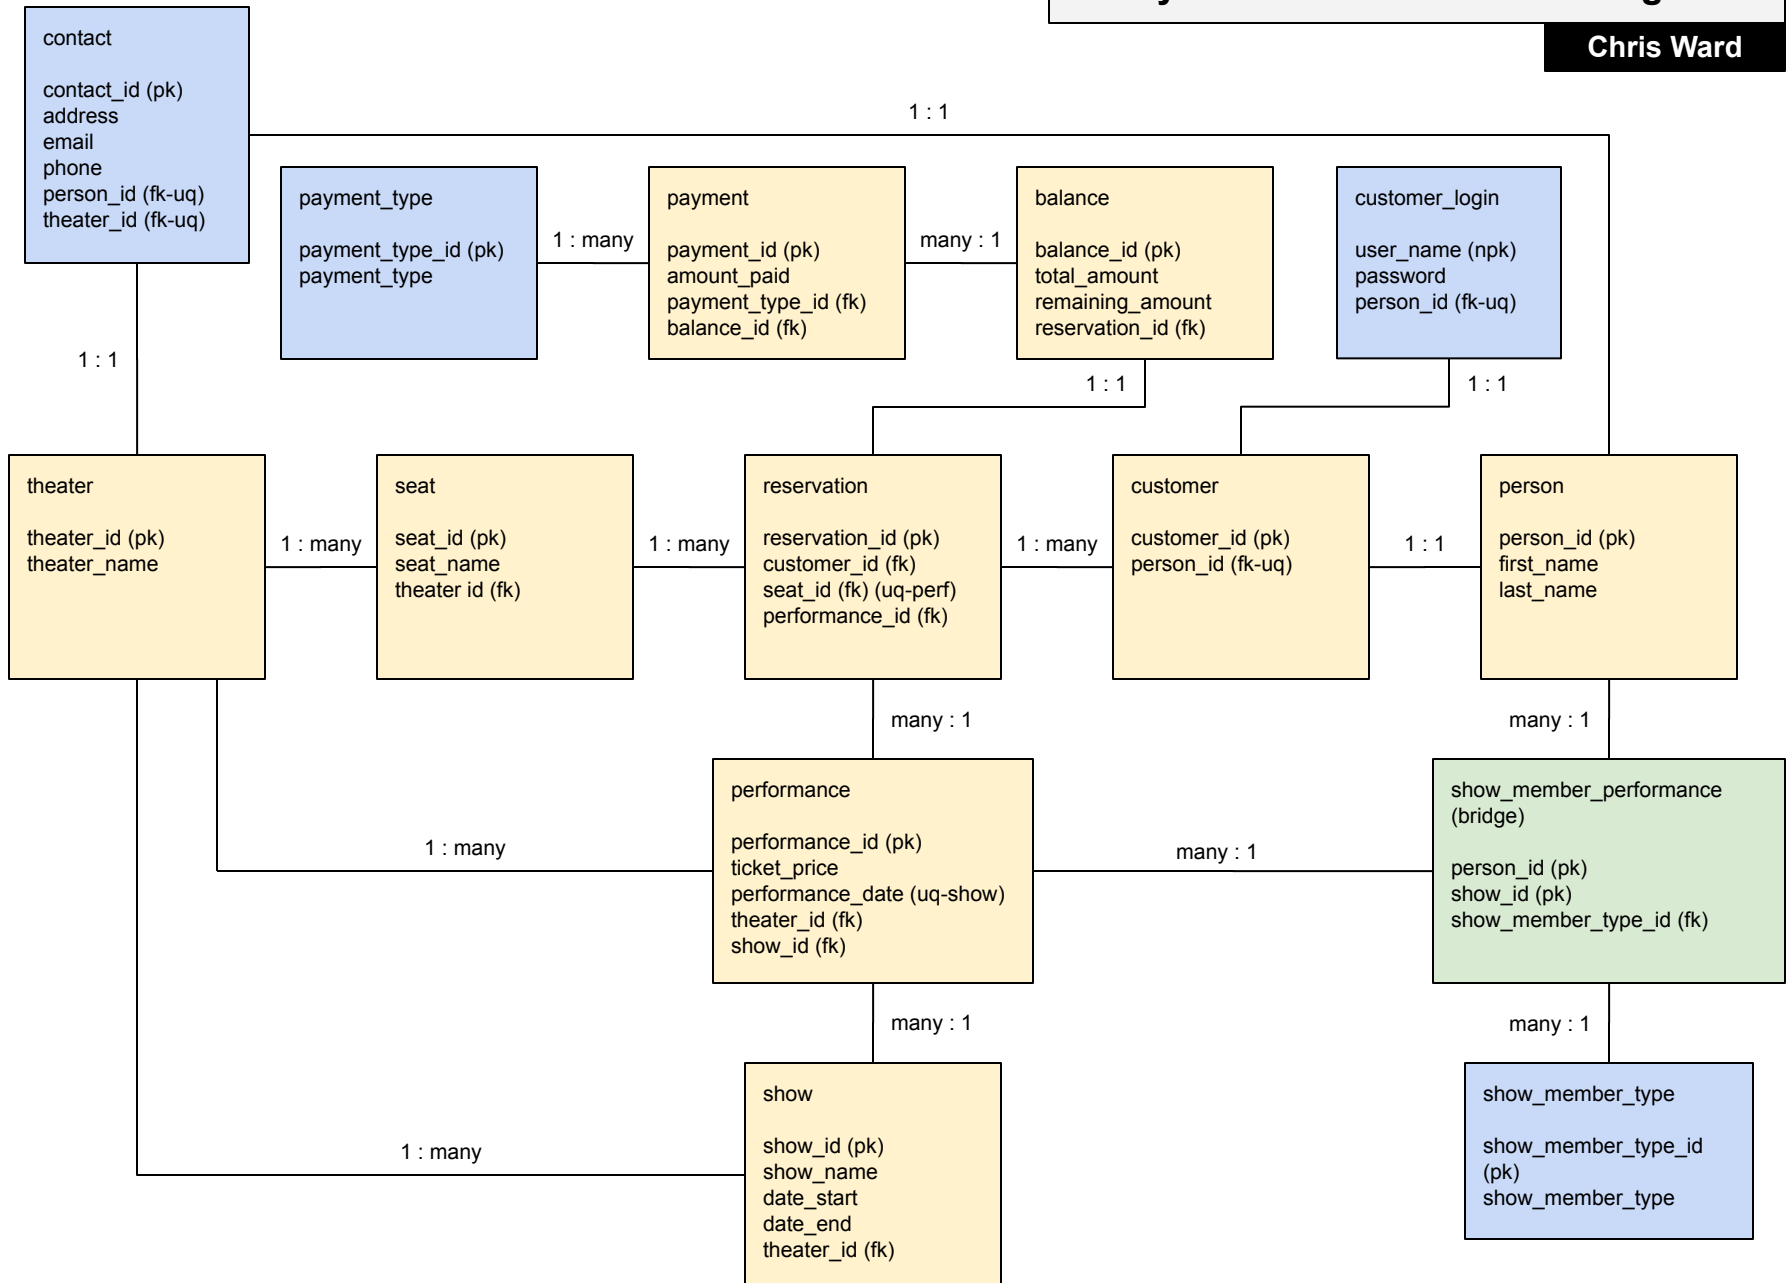 Chris Ward
contact
contact_id (pk)
address
email
phone
person_id (fk-uq)
theater_id (fk-uq)
1 : 1
payment_type
payment_type_id (pk)
payment_type
1 : many
payment
payment_id (pk)
amount_paid
payment_type_id (fk)
balance_id (fk)
many : 1
balance
balance_id (pk)
total_amount
remaining_amount
reservation_id (fk)
customer_login
user_name (npk)
password
person_id (fk-uq)
1 : 1
1 : 1
1 : 1
theater
theater_id (pk)
theater_name
1 : many
seat
seat_id (pk)
seat_name
theater id (fk)
1 : many
reservation
reservation_id (pk)
customer_id (fk)
seat_id (fk) (uq-perf)
performance_id (fk)
1 : many
customer
customer_id (pk)
person_id (fk-uq)
1 : 1
person
person_id (pk)
first_name
last_name
many : 1
many : 1
1 : many
performance
performance_id (pk)
ticket_price
performance_date (uq-show)
theater_id (fk)
show_id (fk)
many : 1
show_member_performance
(bridge)
person_id (pk)
show_id (pk)
show_member_type_id (fk)
many : 1
many : 1
1 : many
show
show_id (pk)
show_name
date_start
date_end
theater_id (fk)
show_member_type
show_member_type_id
(pk)
show_member_type